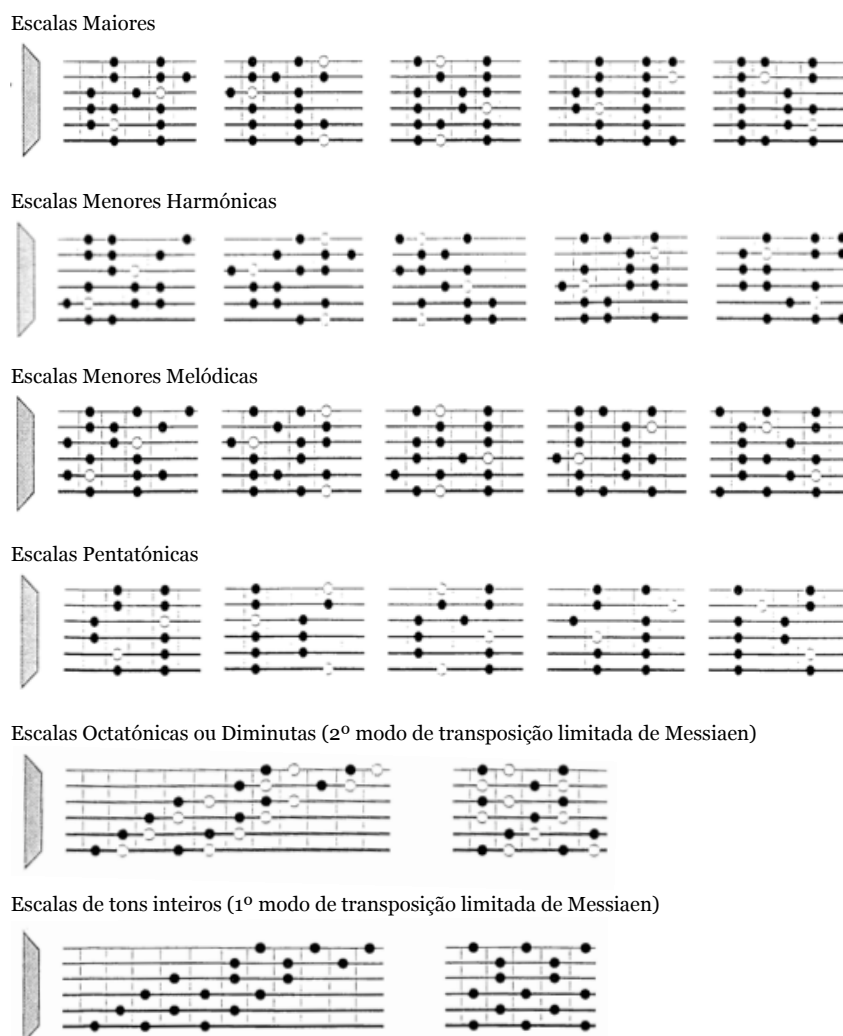 Escalas Maiores
Escalas Menores Harmónicas
Escalas Menores Melódicas
Escalas Pentatónicas
Escalas Octatónicas ou Diminutas (2º modo de transposição limitada de Messiaen)
Escalas de tons inteiros (1º modo de transposição limitada de Messiaen)